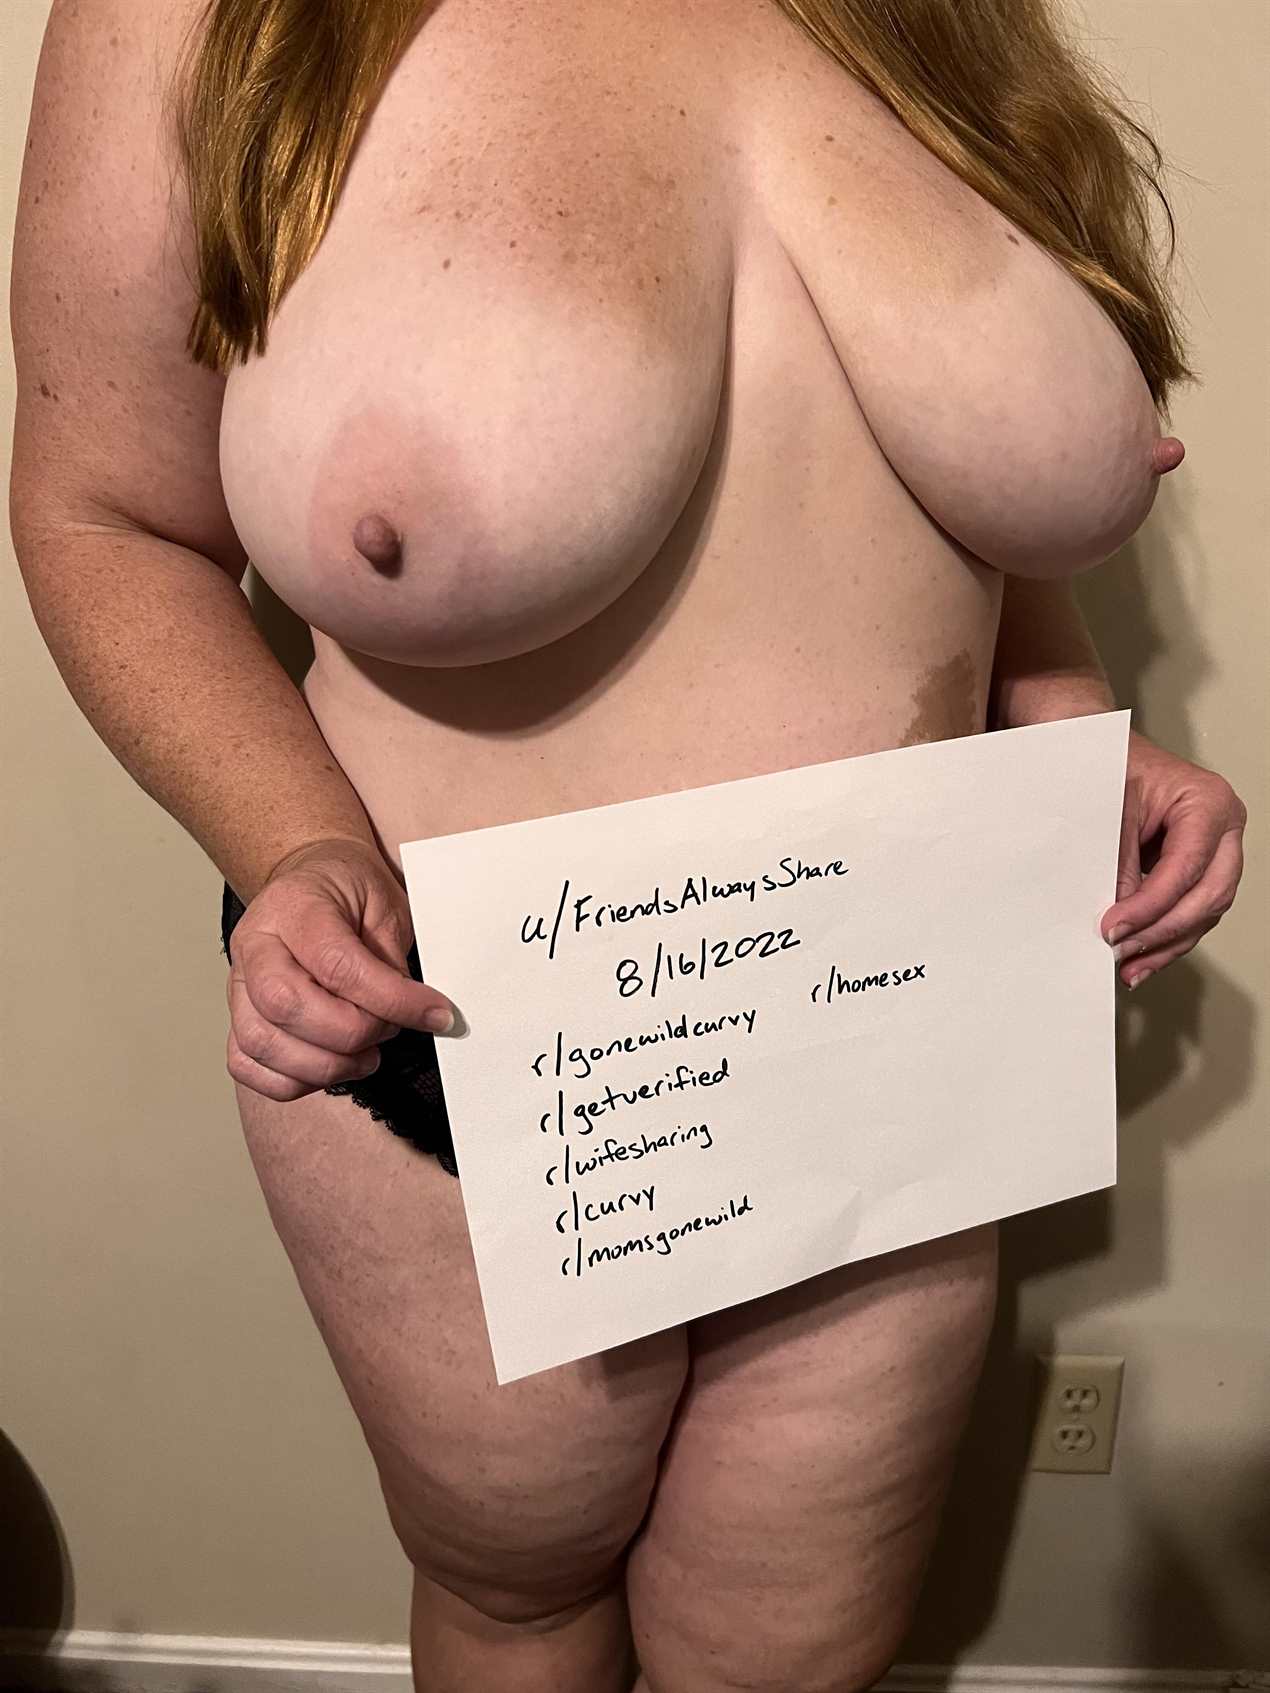 u/FriendsAlwaysShare
8/16/2022
r/gonewildcurvy r/homesex
r/getverified
r/wifesharing
r/curvy
r/momsgonewild